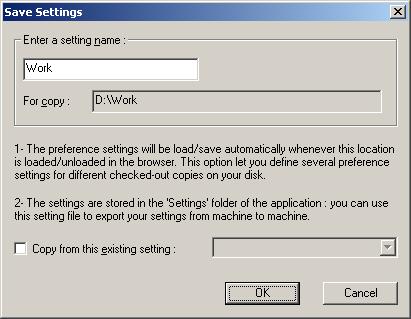 Save Settings
Enter a setting name :
Work
For copy : D:\Work
1- The preference settings will be load/save automatically whenever this location
is loaded/unloaded in the browser. This option let you define several preference
settings for different checked-out copies on your disk.
2- The settings are stored in the 'Settings' folder of the application : you can use
this setting file to export your settings from machine to machine.
Copy from this existing setting :
OK Cancel